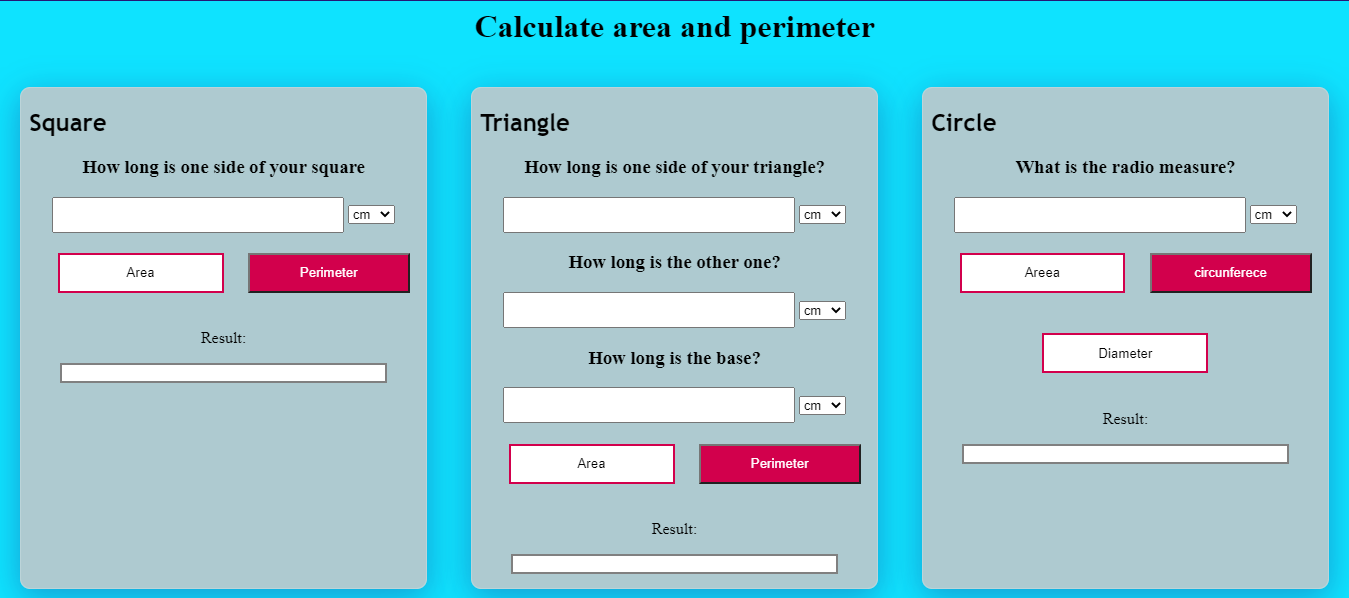 Calculate area and perimeter
Square
How long is one side of your square
cm
Area
Perimeter
Result:
Triangle
How long is one side of your triangle?
cm
How long is the other one?
cm
How long is the base?
cm
Area
Perimeter
Result:
Circle
What is the radio measure?
cm
Areea
circunferece
Diameter
Result: